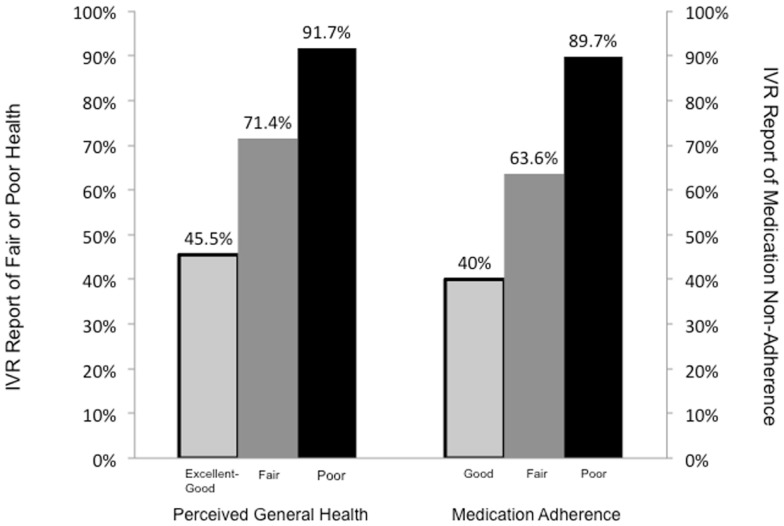 IVR Report of Fair or Poor Health
100%
90%
80%
70%
60%
50%
40%
30%
20%
10%
0%
45.5%
71.4%
91.7%
40%
63.6%
89.7%
100%
90%
80%
70%
60%
50%
40%
30%
20%
10%
0%
IVR Report of Medication Non-Adherence
Excellent-
Good
Fair
Poor
Good
Fair
Poor
Perceived General Health
Medication Adherence